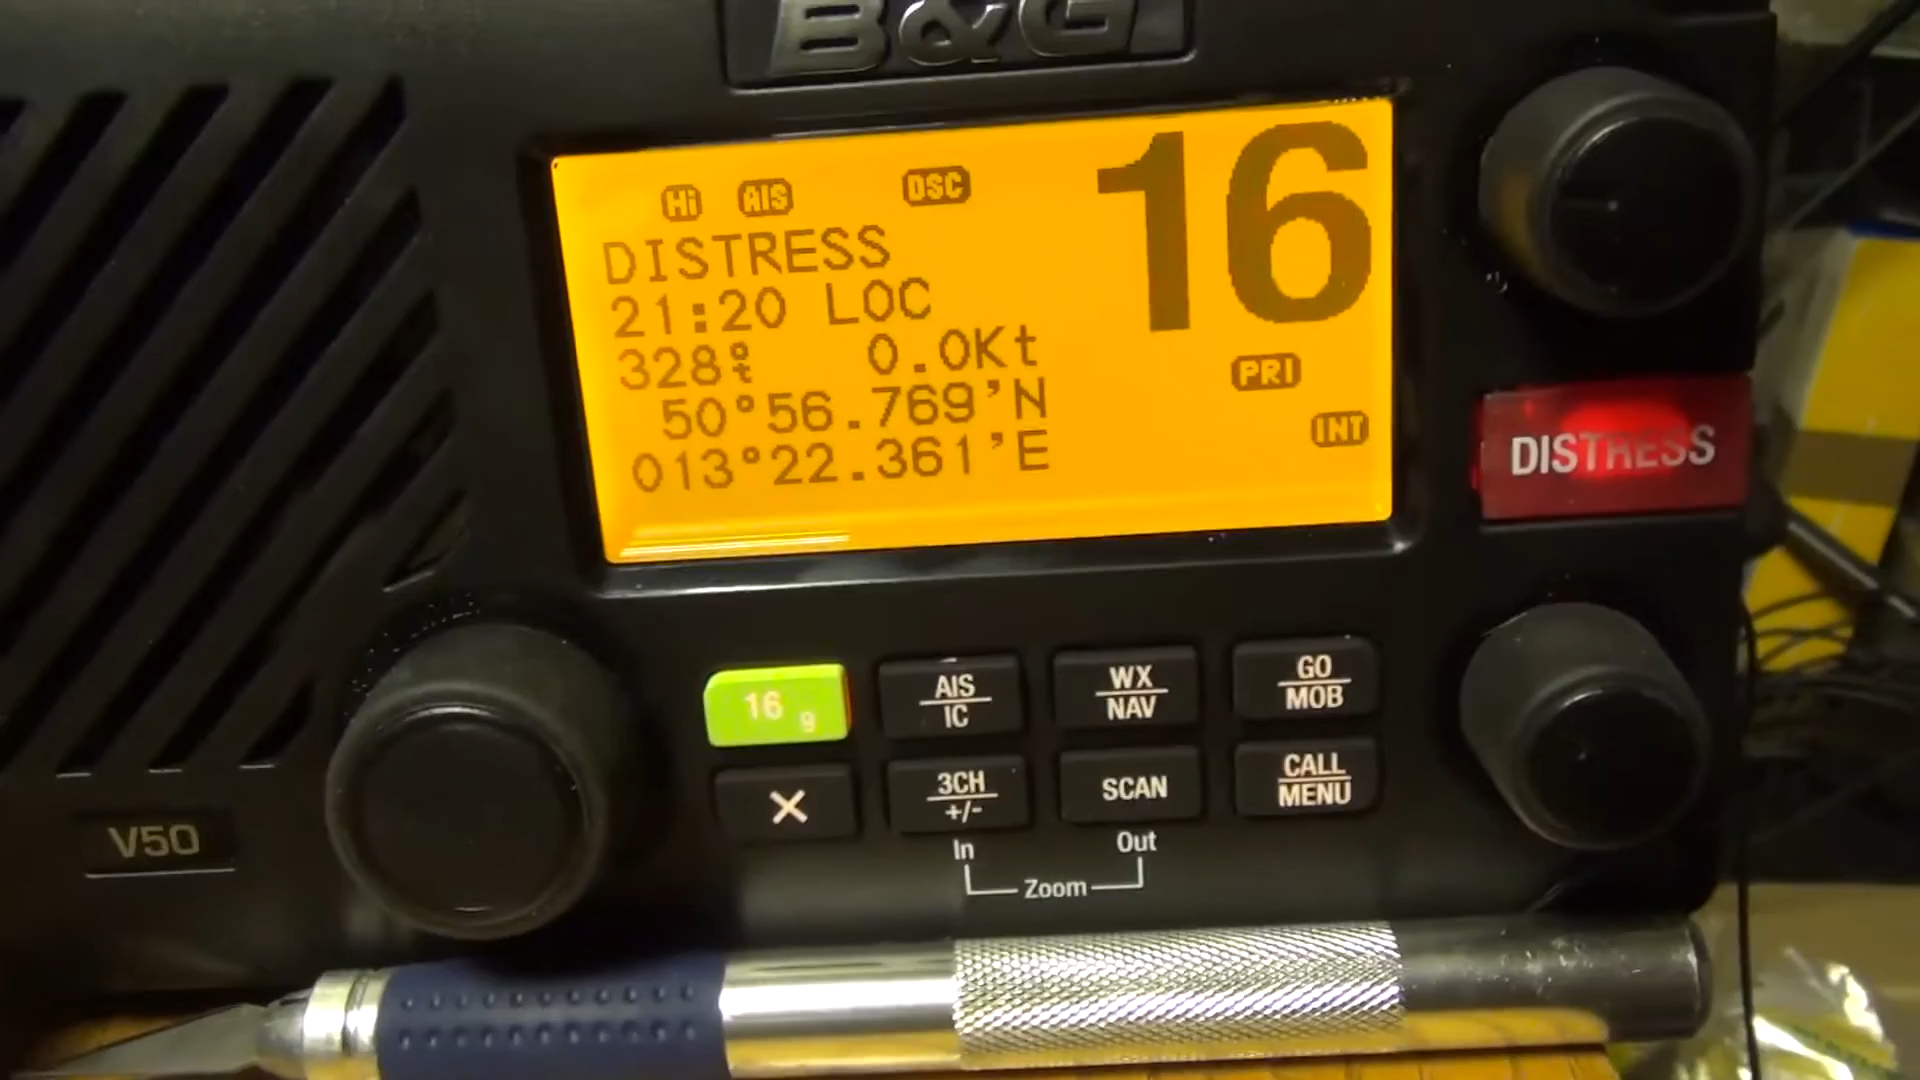 B&G
Hi AIS DSC
16
DISTRESS
21:20 LOC
328°t 0.0Kt
50°56.769'N
013°22.361'E
PRI
INT
DISTRESS
16 9
AIS
IC
WX
NAV
GO
MOB
X
3CH
+/-
SCAN
CALL
MENU
In
Out
Zoom
V50